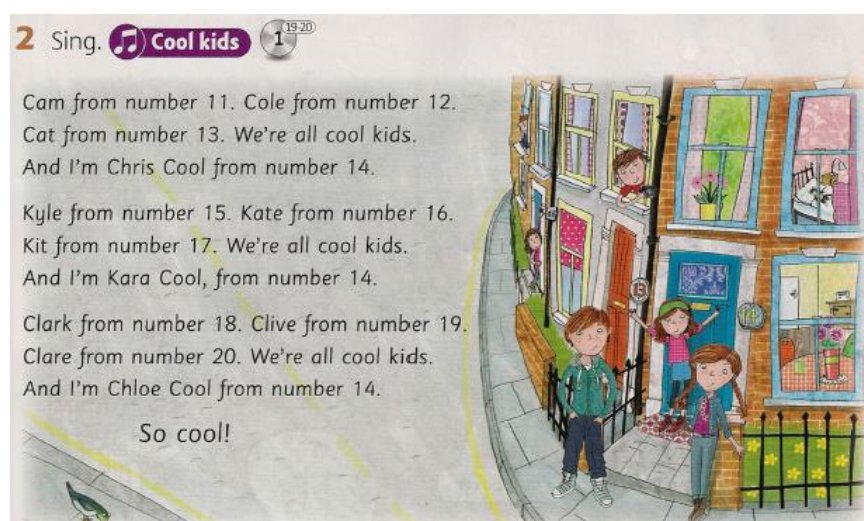 2 Sing. Cool kids 1 19-20
Cam from number 11. Cole from number 12.
Cat from number 13. We're all cool kids.
And I'm Chris Cool from number 14.
Kyle from number 15. Kate from number 16.
Kit from number 17. We're all cool kids.
And I'm Kara Cool, from number 14.
Clark from number 18. Clive from number 19.
Clare from number 20. We're all cool kids.
And I'm Chloe Cool from number 14.
So cool!
13
14